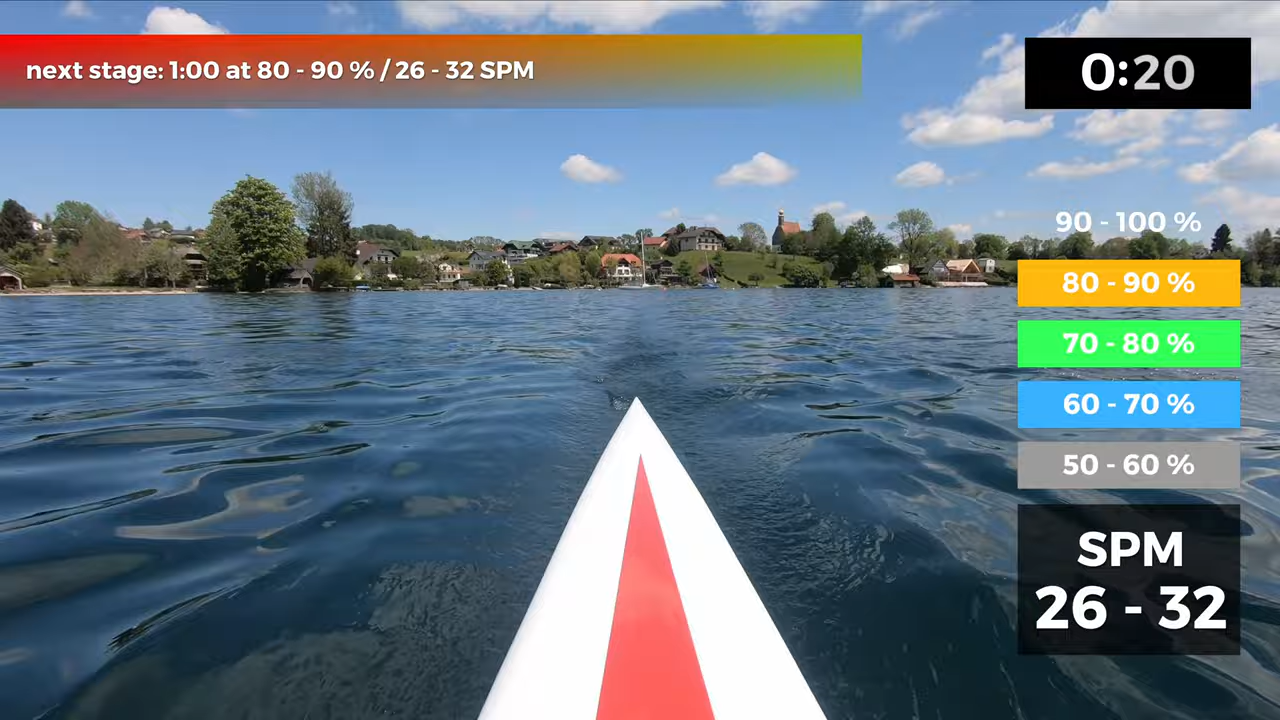 next stage: 1:00 at 80 - 90 % / 26 - 32 SPM
0:20
90 - 100 %
80 - 90 %
70 - 80 %
60 - 70 %
50 - 60 %
SPM
26 - 32